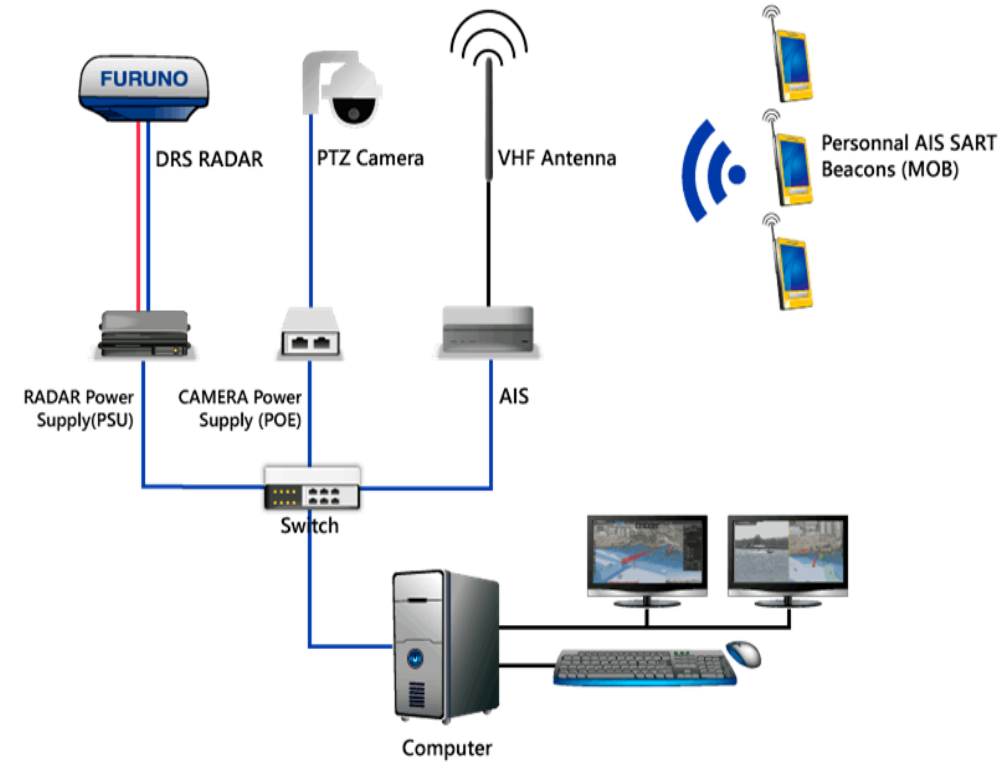 FURUNO
DRS RADAR
PTZ Camera
VHF Antenna
Personnal AIS SART
Beacons (MOB)
RADAR Power
Supply(PSU)
CAMERA Power
Supply (POE)
AIS
Switch
Computer